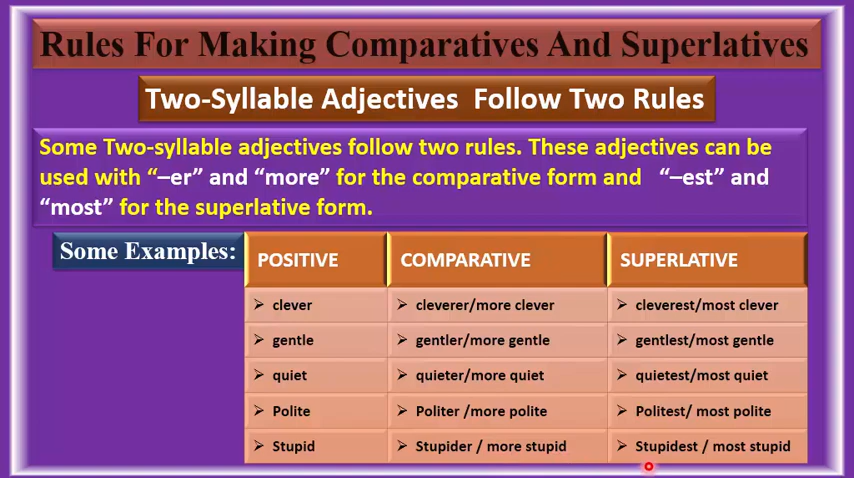 Rules For Making Comparatives And Superlatives
Two-Syllable Adjectives Follow Two Rules
Some Two-syllable adjectives follow two rules. These adjectives can be
used with “–er” and “more” for the comparative form and “–est” and
“most” for the superlative form.
Some Examples:
POSITIVE COMPARATIVE SUPERLATIVE
clever cleverer/more clever cleverest/most clever
gentle gentler/more gentle gentlest/most gentle
quiet quieter/more quiet quietest/most quiet
Polite Politer /more polite Politest/ most polite
Stupid Stupider / more stupid Stupidest / most stupid